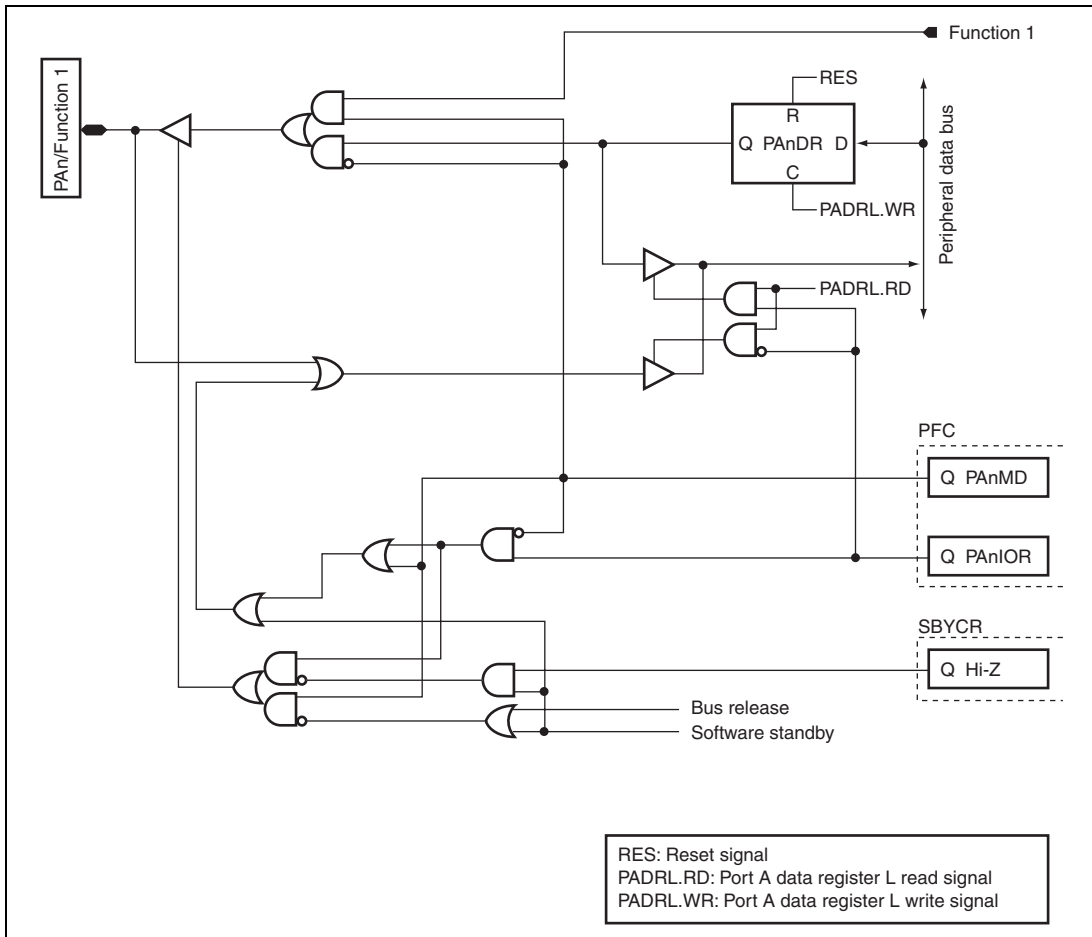 Function 1
PAn/Function 1
RES
R
Q PAnDR D
C
PADRL.WR
Peripheral data bus
PADRL.RD
PFC
Q PAnMD
Q PAnIOR
SBYCR
Q Hi-Z
Bus release
Software standby
RES: Reset signal
PADRL.RD: Port A data register L read signal
PADRL.WR: Port A data register L write signal